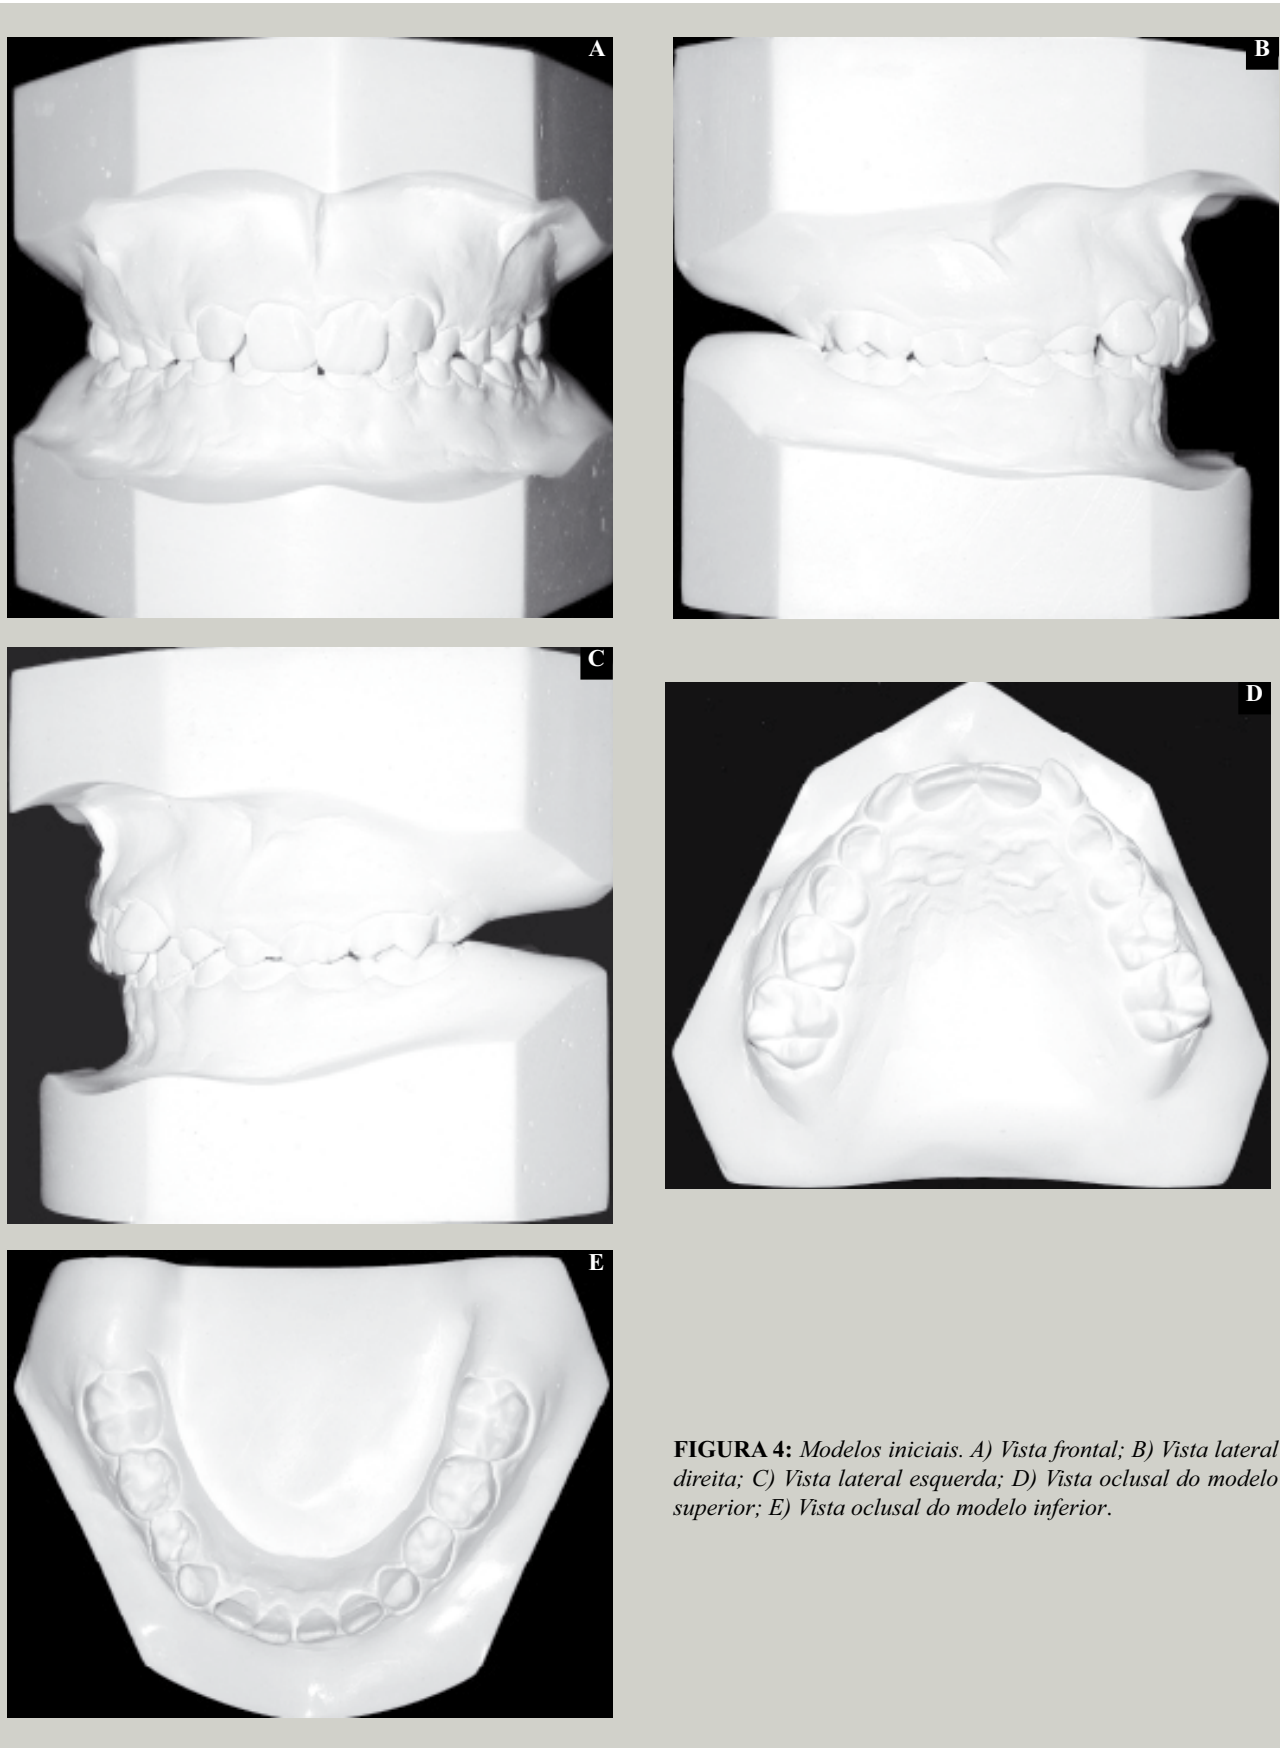 A
B
C
D
E
FIGURA 4: Modelos iniciais. A) Vista frontal; B) Vista lateral
direita; C) Vista lateral esquerda; D) Vista oclusal do modelo
superior; E) Vista oclusal do modelo inferior.